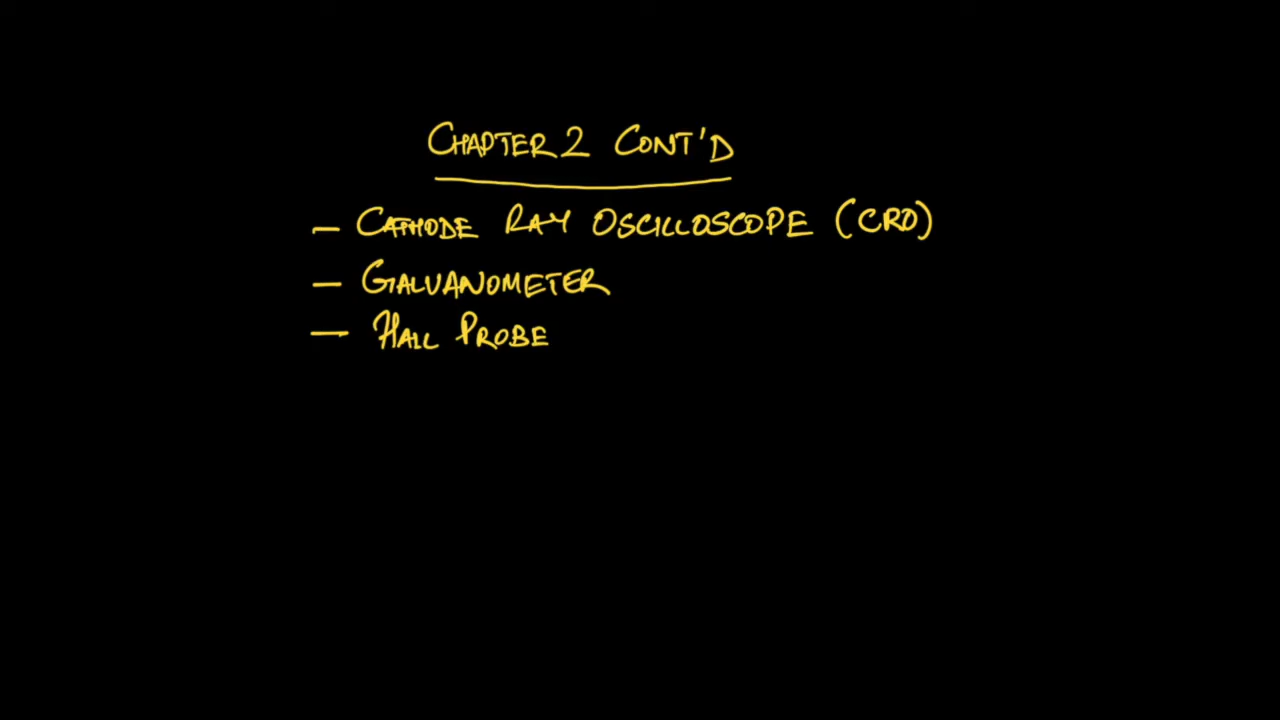 CHAPTER 2 CONT'D
— CATHODE RAY OSCILLOSCOPE (CRO)
— GALVANOMETER
— HALL PROBE